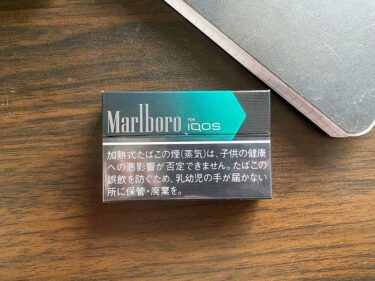 Marlboro FOR IQOS
加熱式たばこの煙(蒸気)は、子供の健康
への悪影響が否定できません。たばこの
誤飲を防ぐため、乳幼児の手が届かない
所に保管・廃棄を。